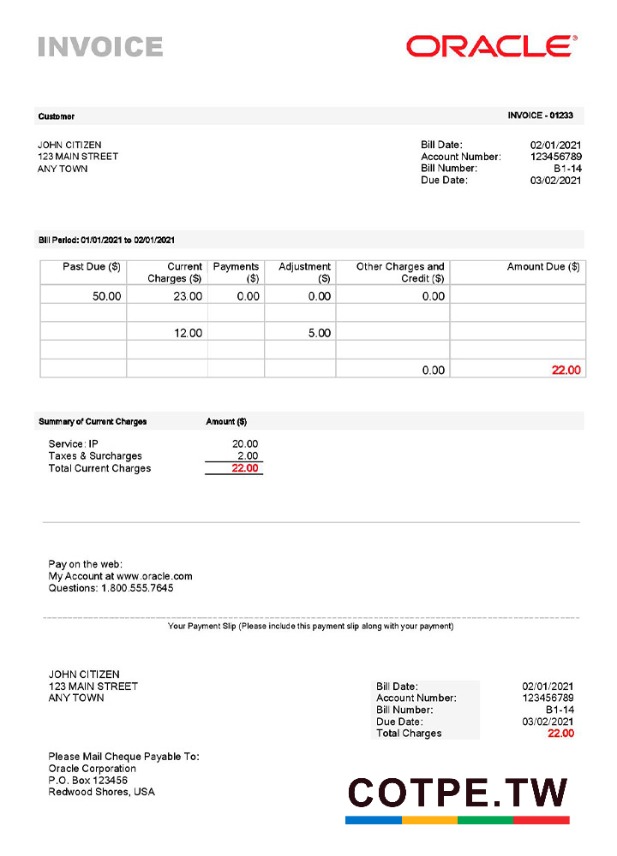 INVOICE
ORACLE®
Customer
INVOICE - 01233
JOHN CITIZEN
123 MAIN STREET
ANY TOWN
Bill Date: 02/01/2021
Account Number: 123456789
Bill Number: B1-14
Due Date: 03/02/2021
Bill Period: 01/01/2021 to 02/01/2021
Past Due ($) Current Charges ($) Payments ($) Adjustment ($) Other Charges and Credit ($) Amount Due ($)
50.00 23.00 0.00 0.00 0.00
12.00 5.00
0.00 22.00
Summary of Current Charges Amount ($)
Service: IP 20.00
Taxes & Surcharges 2.00
Total Current Charges 22.00
Pay on the web:
My Account at www.oracle.com
Questions: 1.800.555.7645
Your Payment Slip (Please include this payment slip along with your payment)
JOHN CITIZEN
123 MAIN STREET
ANY TOWN
Bill Date: 02/01/2021
Account Number: 123456789
Bill Number: B1-14
Due Date: 03/02/2021
Total Charges 22.00
Please Mail Cheque Payable To:
Oracle Corporation
P.O. Box 123456
Redwood Shores, USA
COTPE.TW